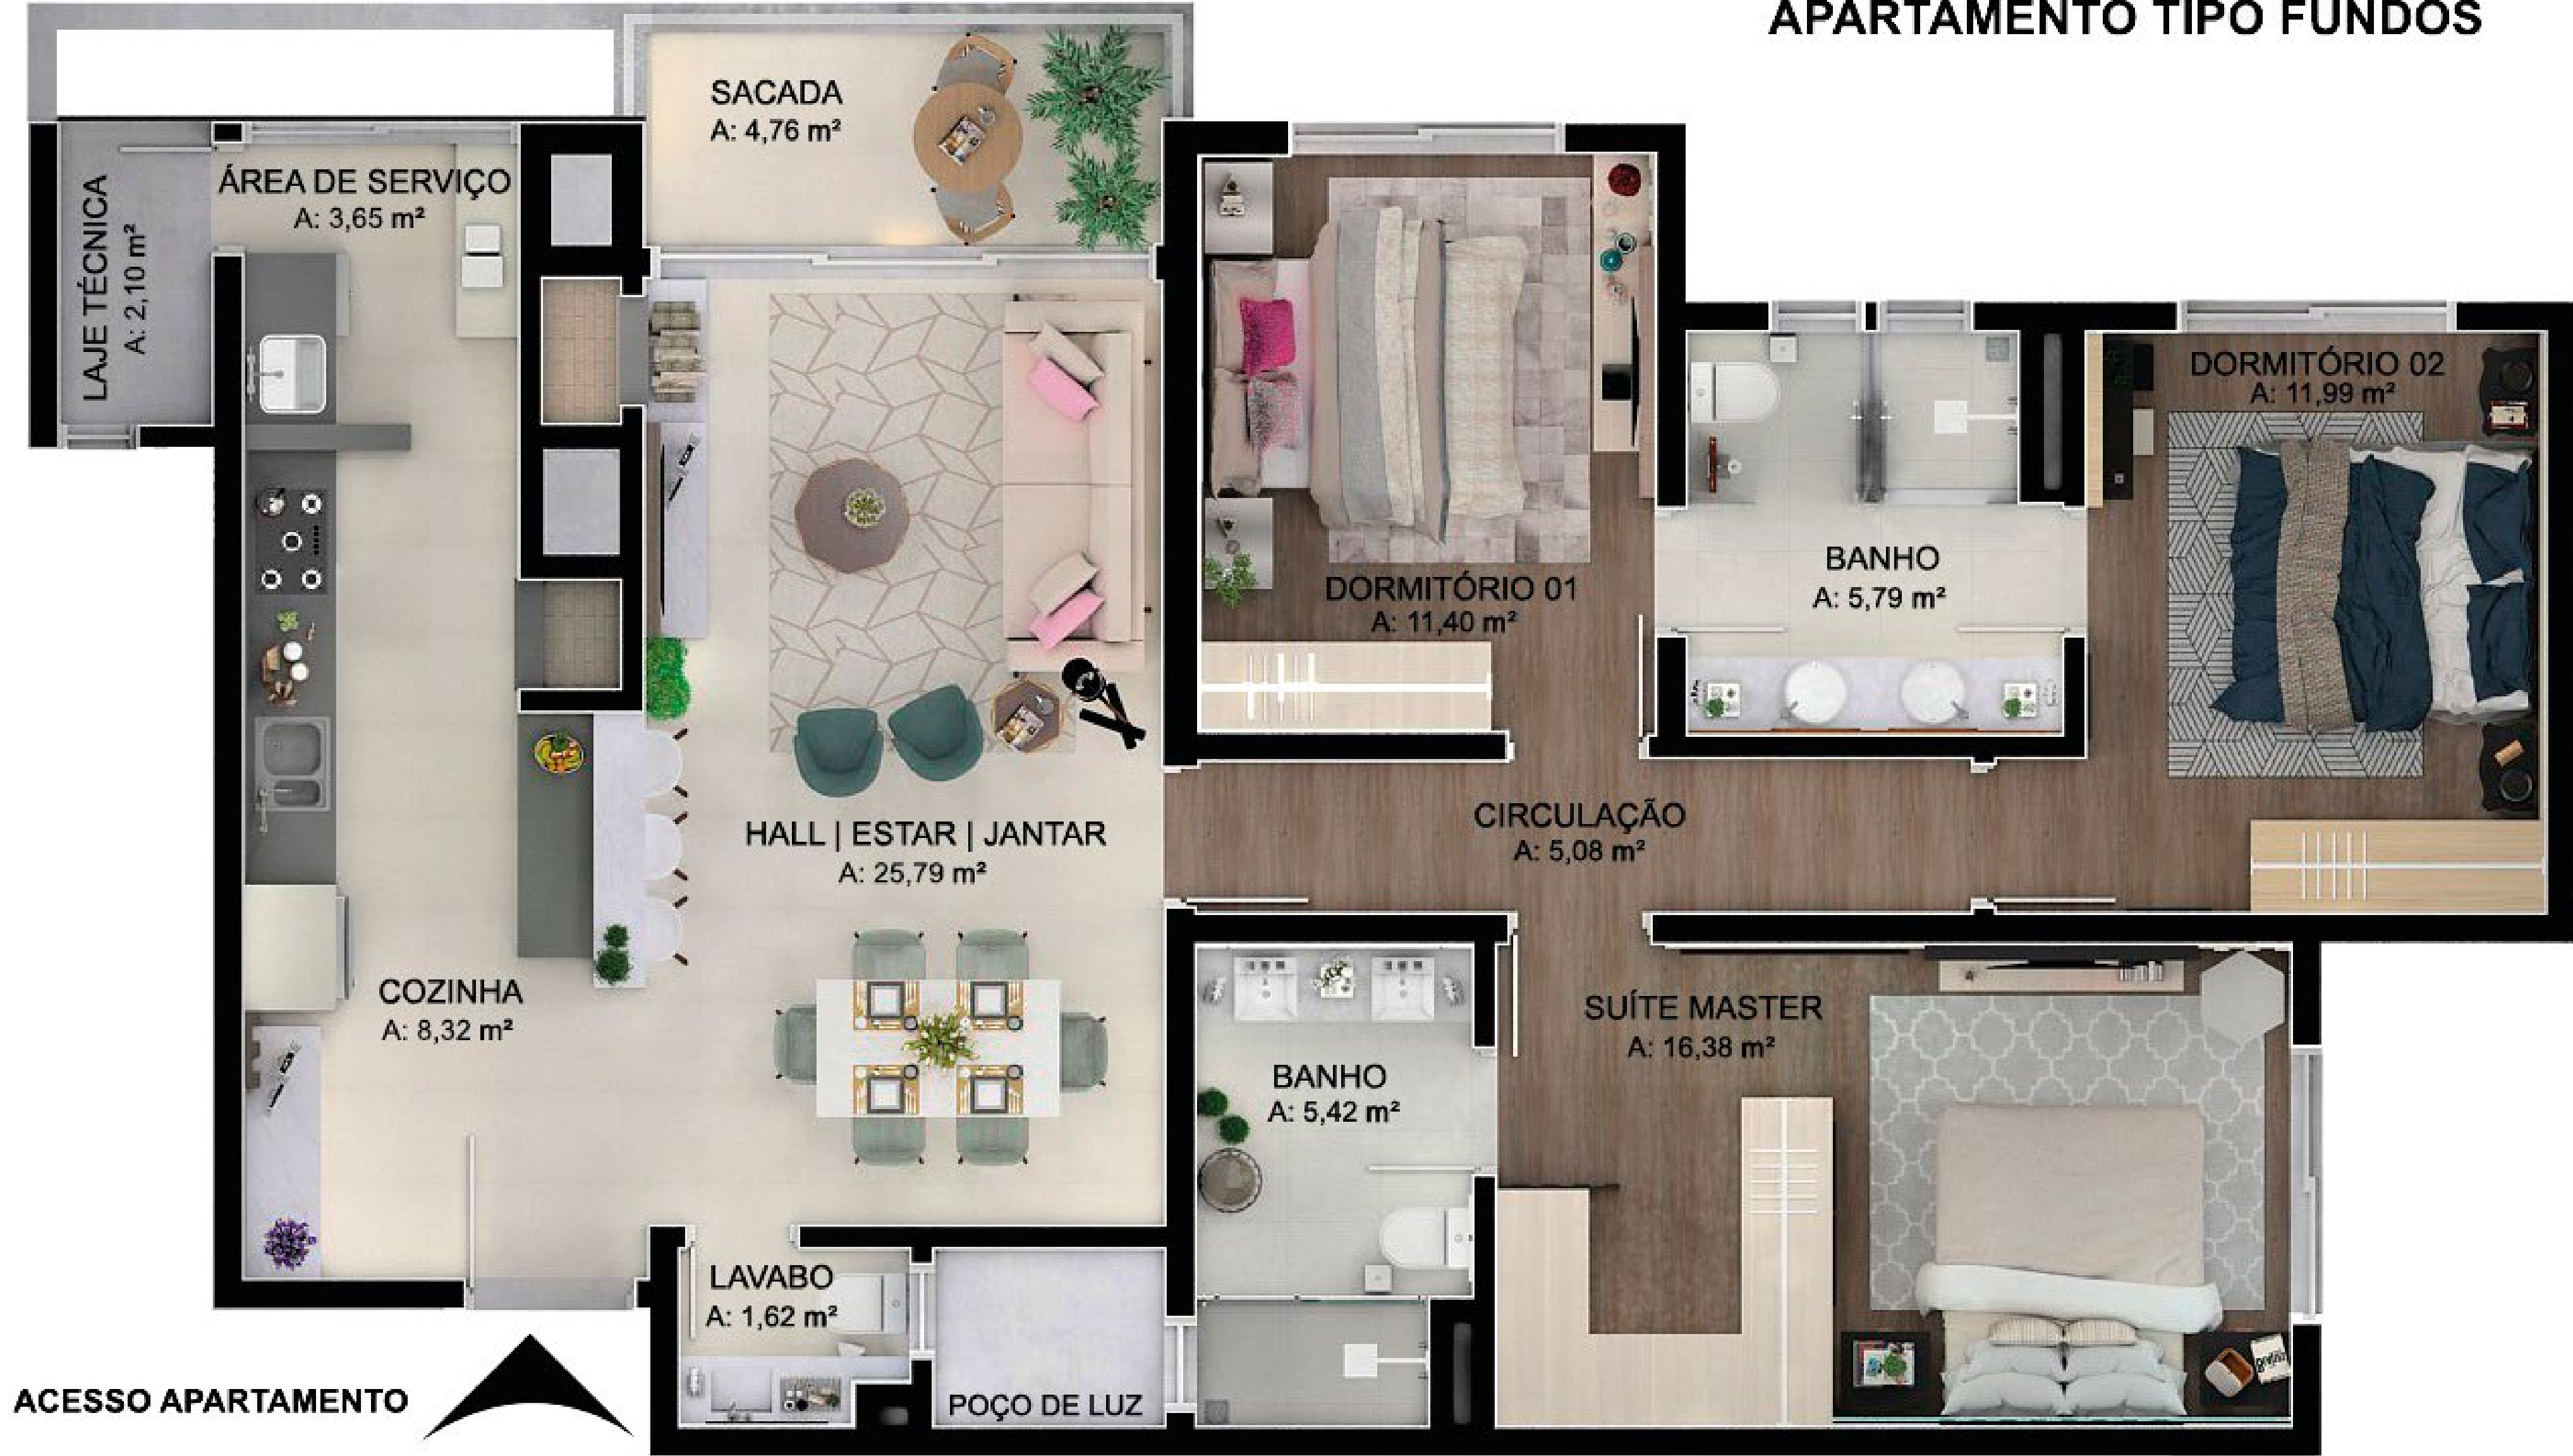 APARTAMENTO TIPO FUNDOS
SACADA
A: 4,76 m²
ÁREA DE SERVIÇO
A: 3,65 m²
LAJE TÉCNICA
A: 2,10 m²
DORMITÓRIO 02
A: 11,99 m²
DORMITÓRIO 01
A: 11,40 m²
BANHO
A: 5,79 m²
CIRCULAÇÃO
A: 5,08 m²
HALL | ESTAR | JANTAR
A: 25,79 m²
COZINHA
A: 8,32 m²
SUÍTE MASTER
A: 16,38 m²
BANHO
A: 5,42 m²
LAVABO
A: 1,62 m²
POÇO DE LUZ
ACESSO APARTAMENTO